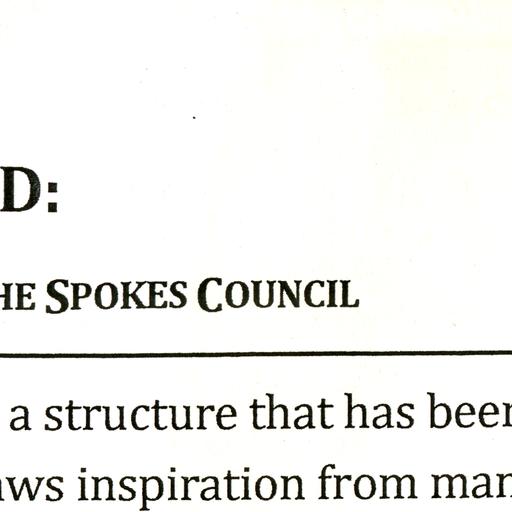 D:
HE SPOKES COUNCIL
a structure that has been
aws inspiration from man